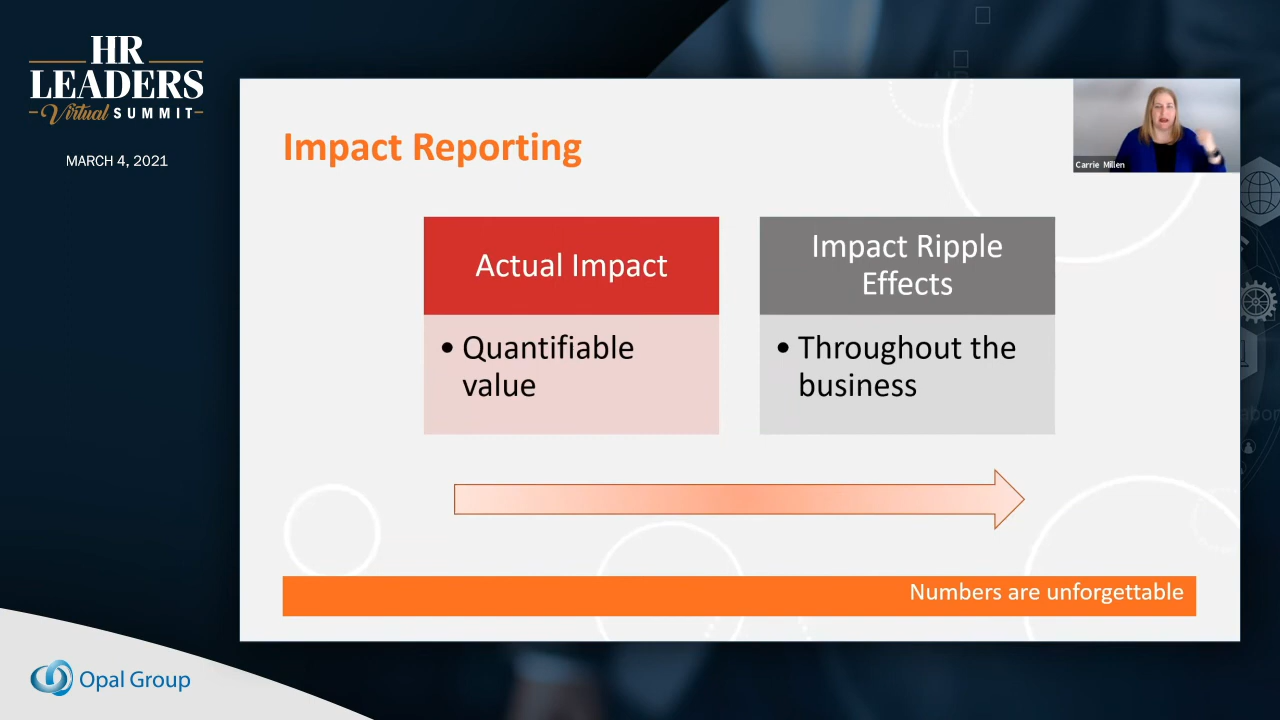 HR
LEADERS
Virtual SUMMIT
MARCH 4, 2021
Impact Reporting
Carrie Millen
Actual Impact
• Quantifiable
value
Impact Ripple
Effects
• Throughout the
business
Numbers are unforgettable
Opal Group